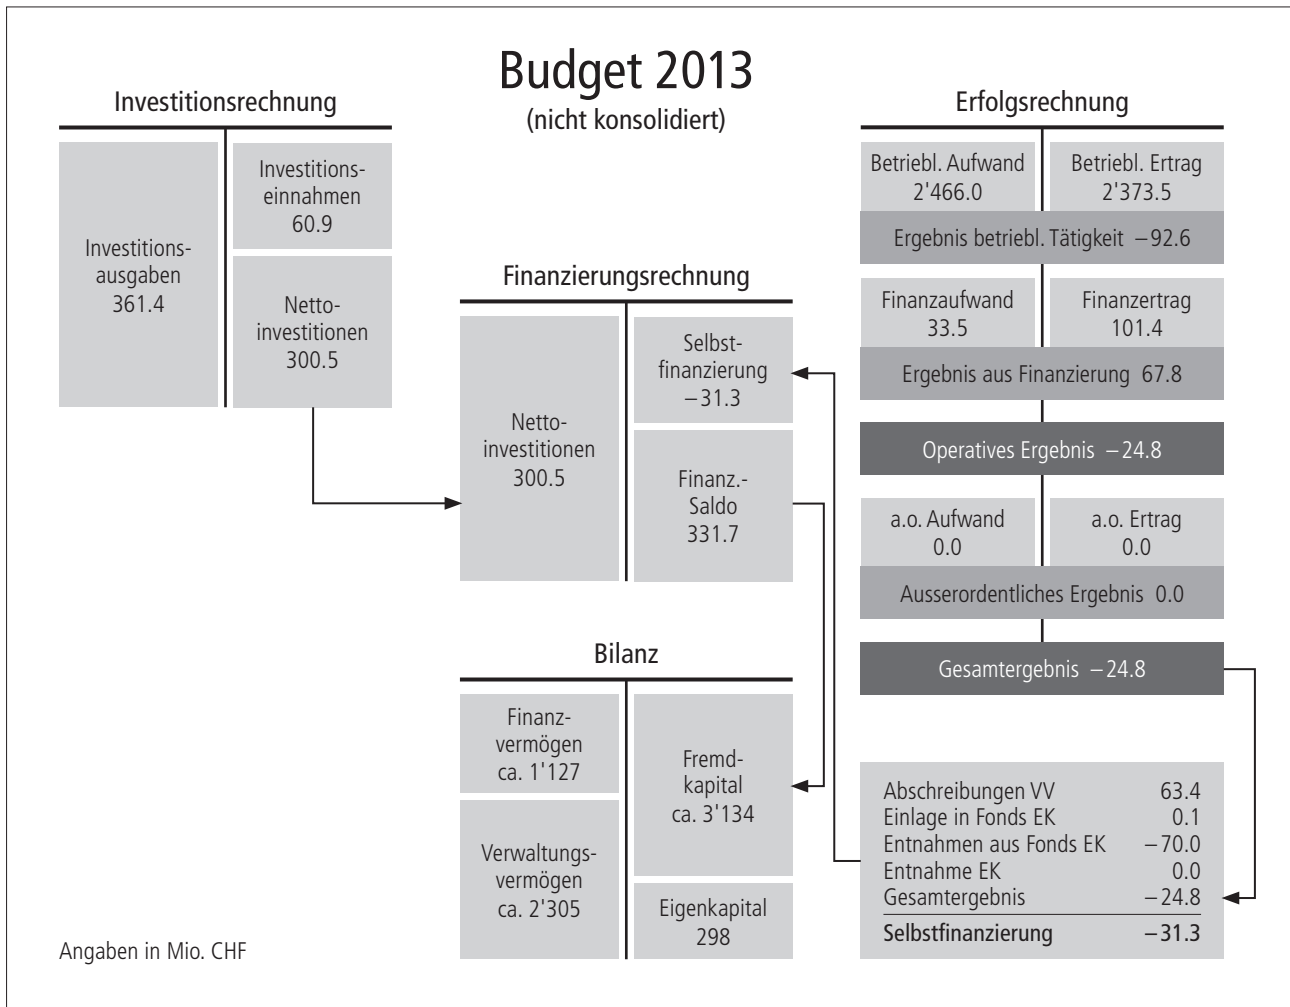 Budget 2013
(nicht konsolidiert)
Investitionsrechnung
Investitions-
ausgaben
361.4
Investitions-
einnahmen
60.9
Netto-
investitionen
300.5
Finanzierungsrechnung
Netto-
investitionen
300.5
Selbst-
finanzierung
–31.3
Finanz.-
Saldo
331.7
Bilanz
Finanz-
vermögen
ca. 1'127
Verwaltungs-
vermögen
ca. 2'305
Fremd-
kapital
ca. 3'134
Eigenkapital
298
Erfolgsrechnung
Betriebl. Aufwand
2'466.0
Betriebl. Ertrag
2'373.5
Ergebnis betriebl. Tätigkeit –92.6
Finanzaufwand
33.5
Finanzertrag
101.4
Ergebnis aus Finanzierung 67.8
Operatives Ergebnis –24.8
a.o. Aufwand
0.0
a.o. Ertrag
0.0
Ausserordentliches Ergebnis 0.0
Gesamtergebnis –24.8
Abschreibungen VV 63.4
Einlage in Fonds EK 0.1
Entnahmen aus Fonds EK –70.0
Entnahme EK 0.0
Gesamtergebnis –24.8
Selbstfinanzierung –31.3
Angaben in Mio. CHF